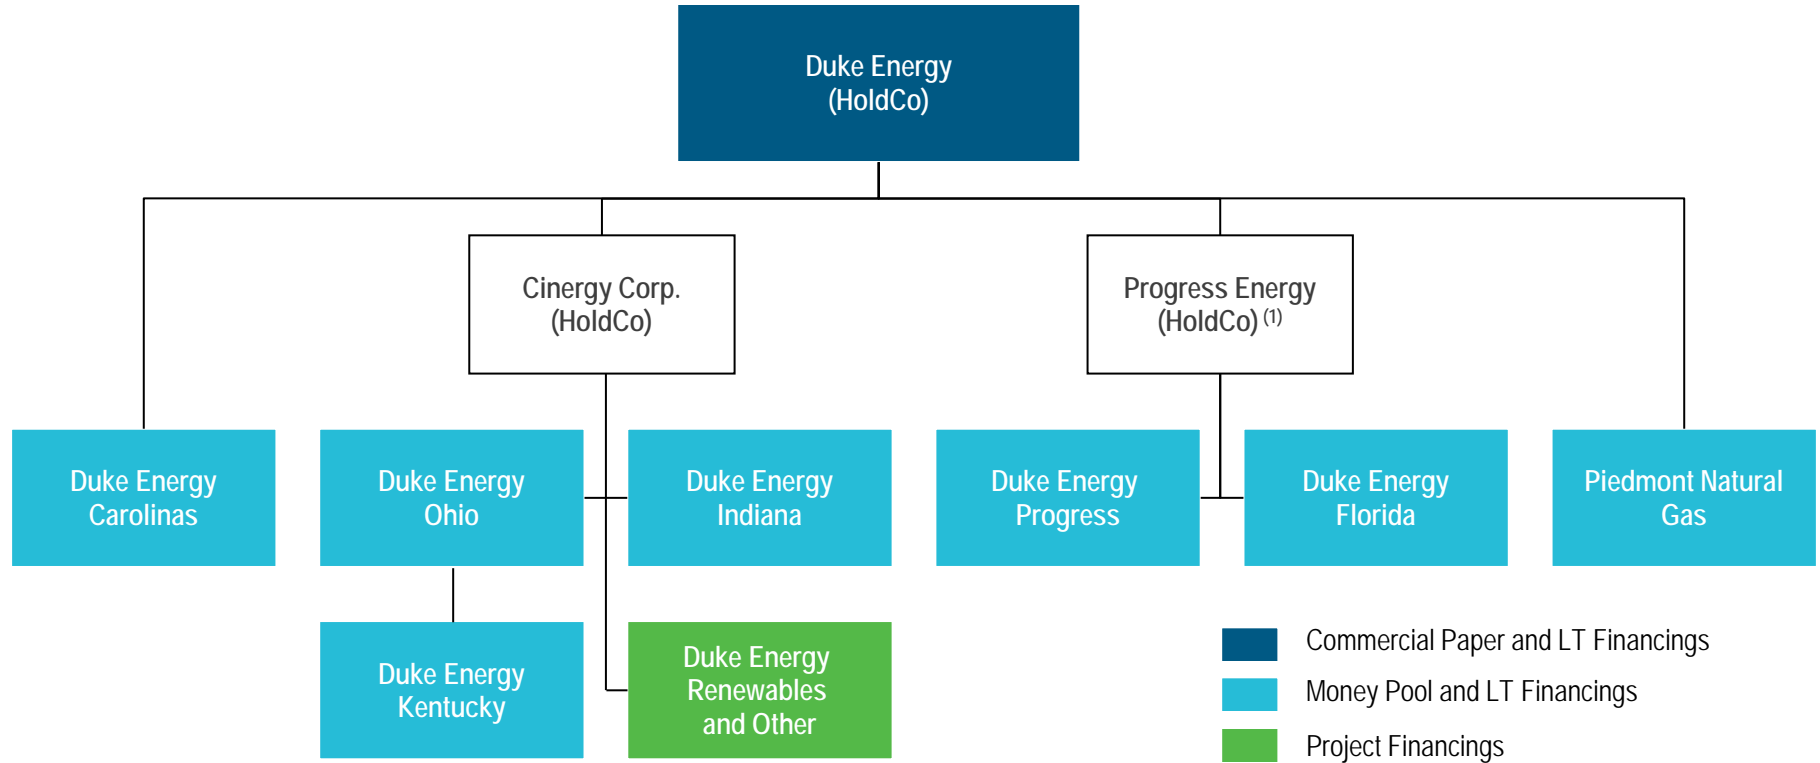 Duke Energy
(HoldCo)
Cinergy Corp.
(HoldCo)
Progress Energy
(HoldCo) (1)
Duke Energy
Carolinas
Duke Energy
Ohio
Duke Energy
Indiana
Duke Energy
Progress
Duke Energy
Florida
Piedmont Natural
Gas
Duke Energy
Kentucky
Duke Energy
Renewables
and Other
Commercial Paper and LT Financings
Money Pool and LT Financings
Project Financings